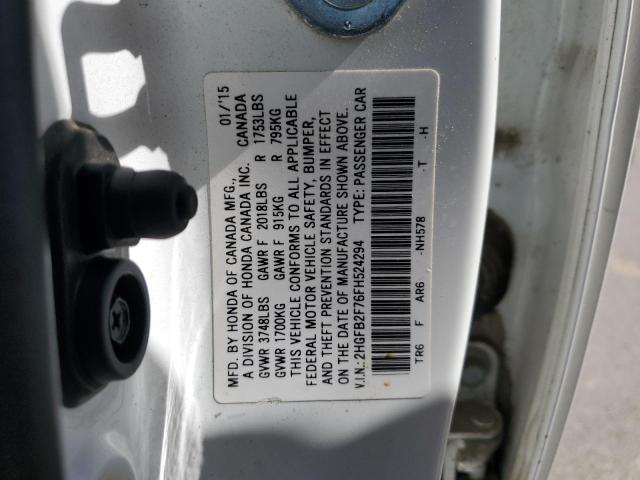 MFD. BY HONDA OF CANADA MFG., 01/'15
A DIVISION OF HONDA CANADA INC. CANADA
GVWR 3748LBS GAWR F 2018LBS R 1753LBS
GVWR 1700KG GAWR F 915KG R 795KG
THIS VEHICLE CONFORMS TO ALL APPLICABLE
FEDERAL MOTOR VEHICLE SAFETY, BUMPER,
AND THEFT PREVENTION STANDARDS IN EFFECT
ON THE DATE OF MANUFACTURE SHOWN ABOVE.
V.I.N.: 2HGFB2F76FH524294 TYPE: PASSENGER CAR
TR6 F AR6 -NH578 -T -H